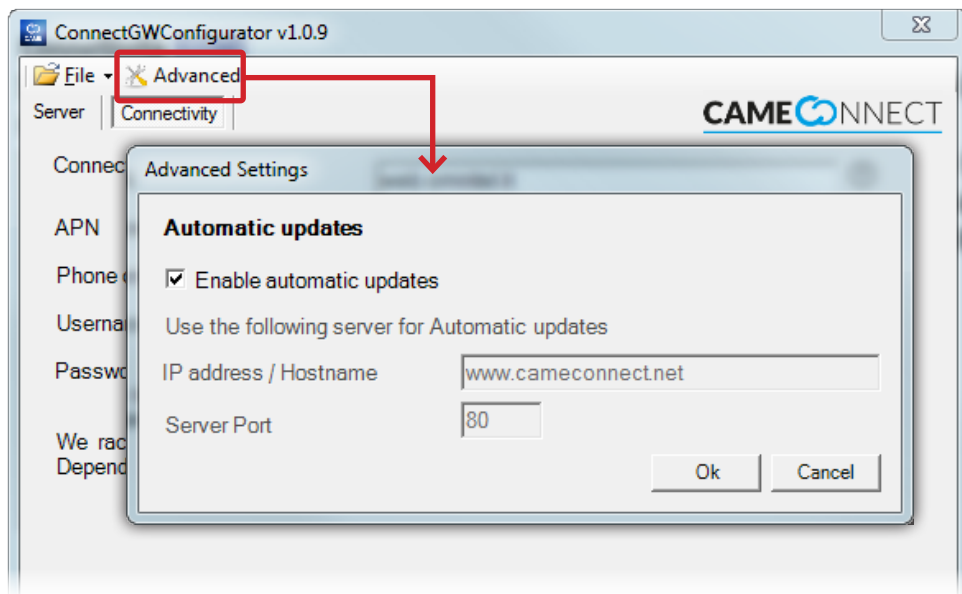 ConnectGWConfigurator v1.0.9
File Advanced
Server Connectivity
CAMECONNECT
Connec
Advanced Settings
APN
Automatic updates
Phone
Enable automatic updates
Userna
Use the following server for Automatic updates
Passwo
IP address / Hostname www.cameconnect.net
Server Port 80
We rac
Depend
Ok Cancel